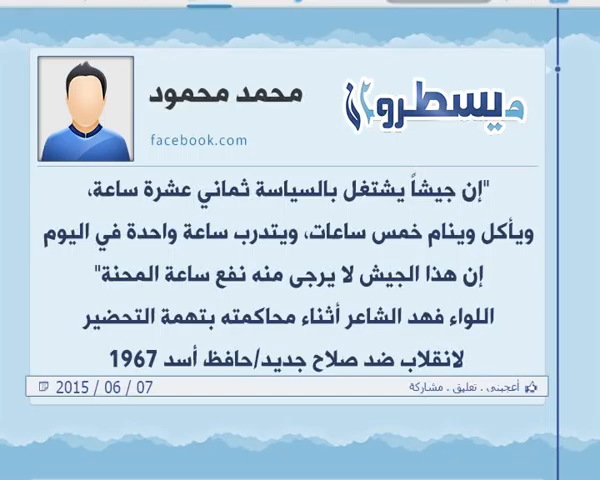 محمد محمود
ويسطرون
facebook.com
"إن جيشاً يشتغل بالسياسة ثماني عشرة ساعة،
ويأكل وينام خمس ساعات، ويتدرب ساعة واحدة في اليوم
إن هذا الجيش لا يرجى منه نفع ساعة المحنة"
اللواء فهد الشاعر أثناء محاكمته بتهمة التحضير
لانقلاب ضد صلاح جديد/حافظ أسد 1967
أعجبني . تعليق . مشاركة
2015 / 06 / 07